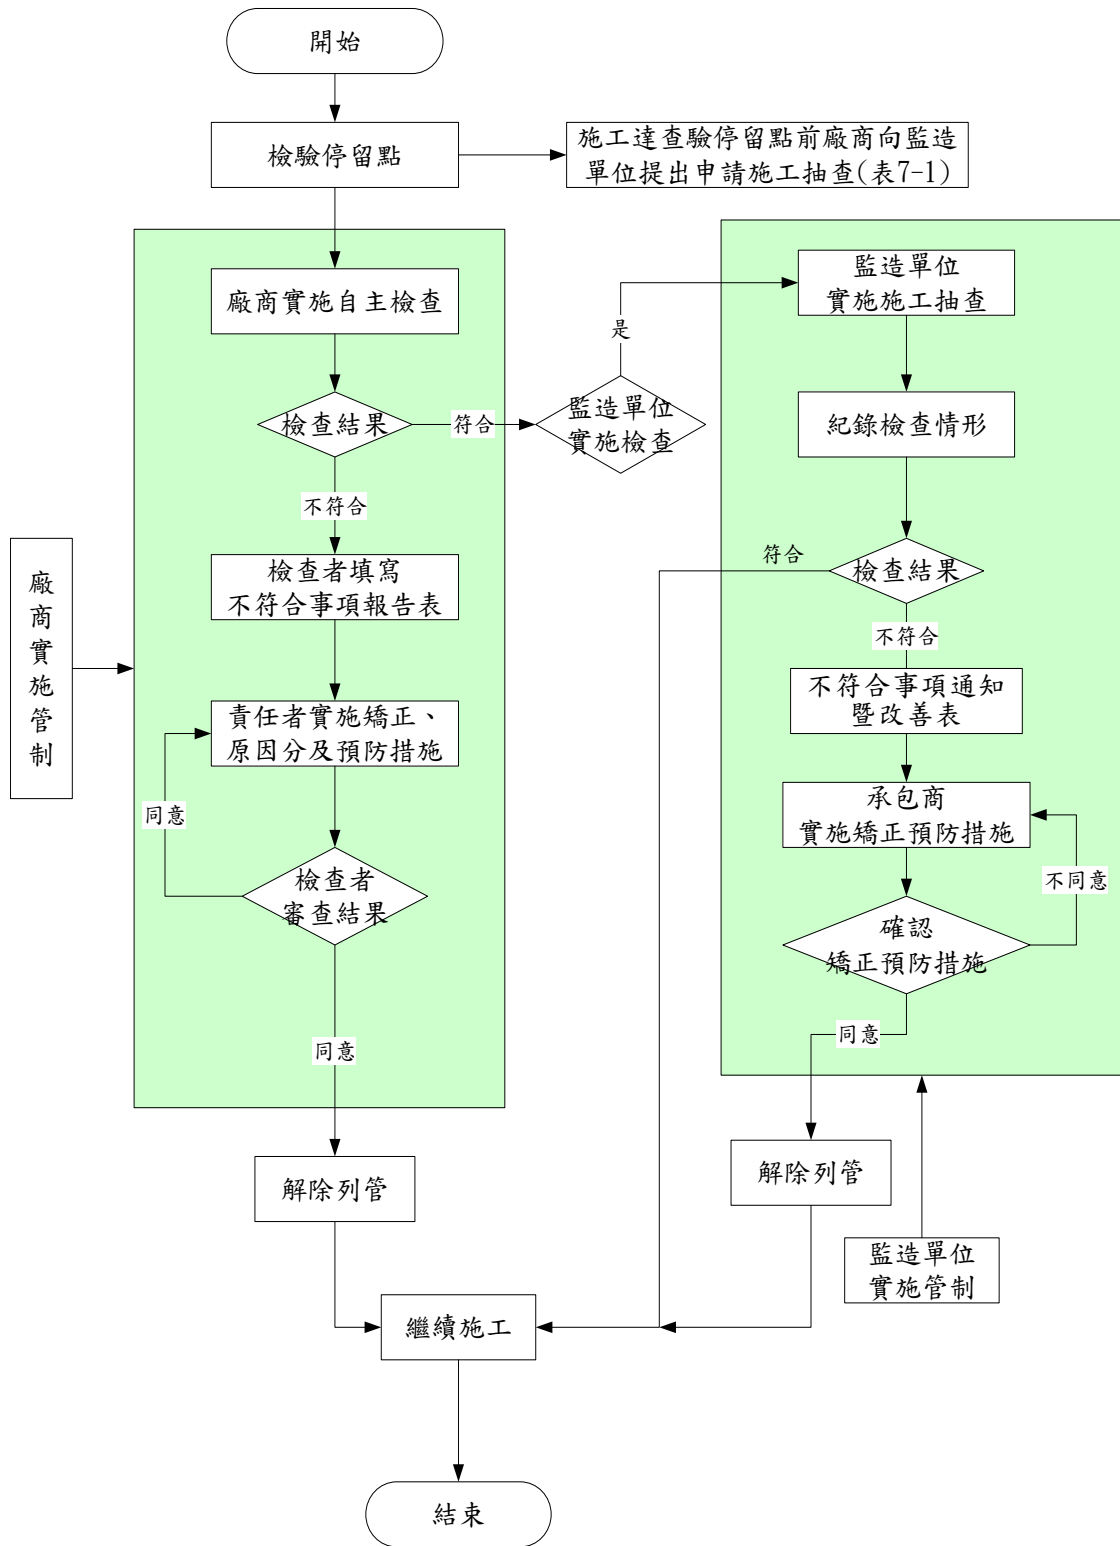 開始
檢驗停留點
施工達查驗停留點前廠商向監造
單位提出申請施工抽查(表7-1)
廠商實施管制
廠商實施自主檢查
檢查結果
符合
監造單位
實施檢查
是
不符合
檢查者填寫
不符合事項報告表
責任者實施矯正、
原因分及預防措施
同意
檢查者
審查結果
同意
解除列管
監造單位
實施施工抽查
紀錄檢查情形
檢查結果
符合
不符合
不符合事項通知
暨改善表
承包商
實施矯正預防措施
不同意
確認
矯正預防措施
同意
解除列管
監造單位
實施管制
繼續施工
結束